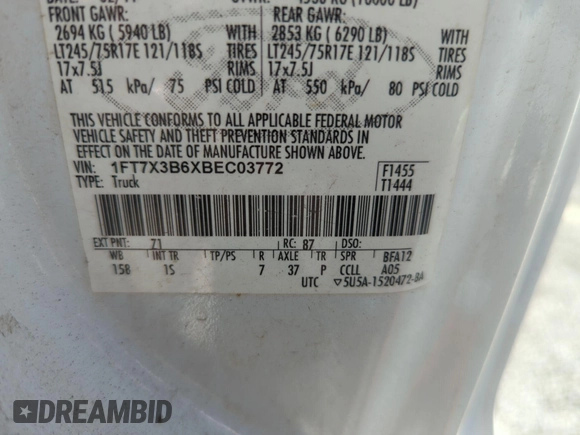 FRONT GAWR: REAR GAWR:
2694 KG ( 5940 LB) WITH 2853 KG ( 6290 LB) WITH
LT245/75R17E 121/118S TIRES LT245/75R17E 121/118S TIRES
17x7.5J RIMS 17x7.5J RIMS
AT 515 kPa/ 75 PSI COLD AT 550 kPa/ 80 PSI COLD
THIS VEHICLE CONFORMS TO ALL APPLICABLE FEDERAL MOTOR
VEHICLE SAFETY AND THEFT PREVENTION STANDARDS IN
EFFECT ON THE DATE OF MANUFACTURE SHOWN ABOVE.
VIN: 1FT7X3B6XBEC03772 F1455
TYPE: Truck T1444
EXT PNT: Z1 RC: 87 DSO:
WB INT TR TP/PS R AXLE TR SPR BFA12
158 1S 7 37 P CCLL A05
UTC ▽5U5A-1520472-BA
DREAMBID